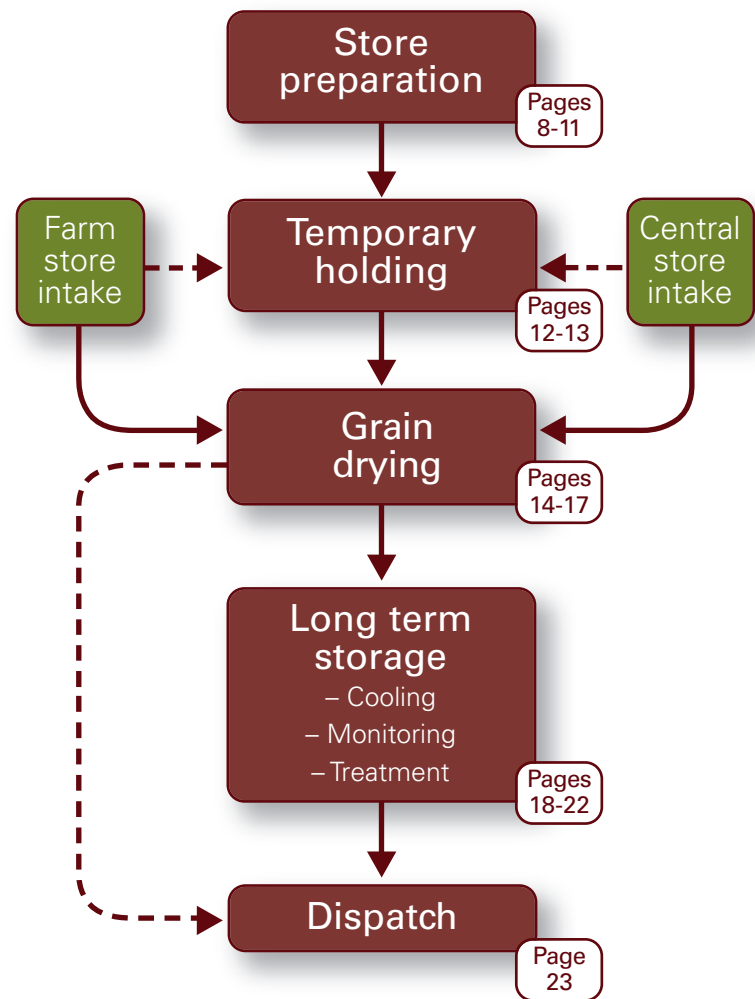 Store
preparation
Pages
8-11
Farm
store
intake
Temporary
holding
Pages
12-13
Central
store
intake
Grain
drying
Pages
14-17
Long term
storage
– Cooling
– Monitoring
– Treatment
Pages
18-22
Dispatch
Page
23